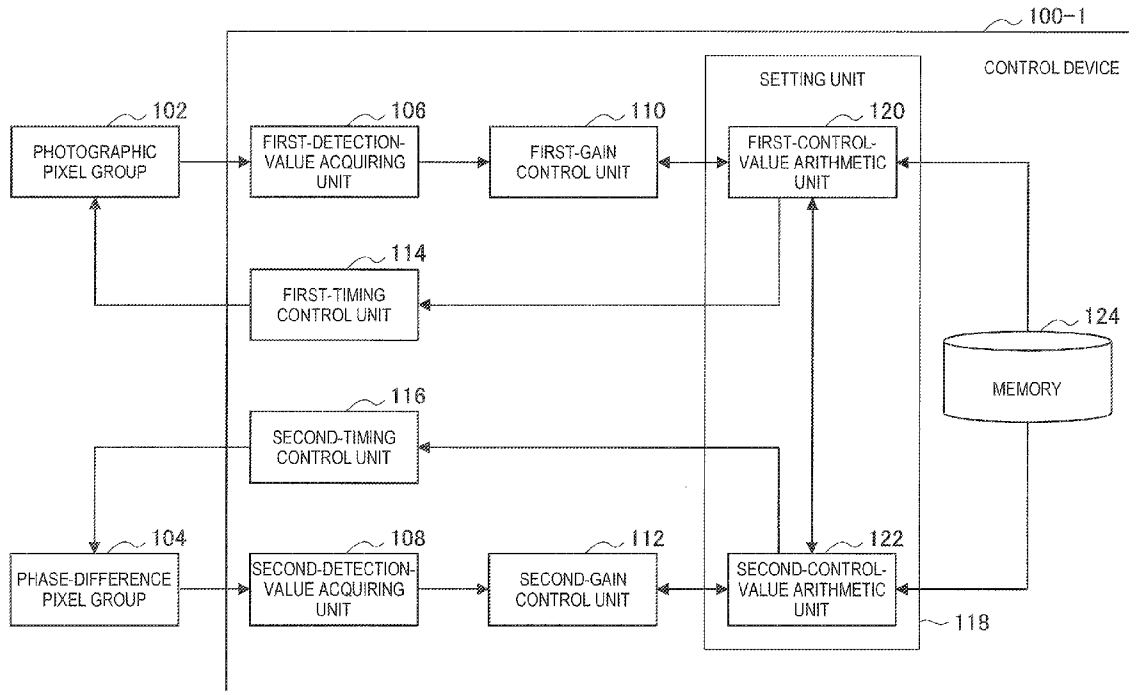 100-1
CONTROL DEVICE
SETTING UNIT
102
106
110
120
PHOTOGRAPHIC
PIXEL GROUP
FIRST-DETECTION-
VALUE ACQUIRING
UNIT
FIRST-GAIN
CONTROL UNIT
FIRST-CONTROL-
VALUE ARITHMETIC
UNIT
114
FIRST-TIMING
CONTROL UNIT
124
MEMORY
116
SECOND-TIMING
CONTROL UNIT
104
108
112
122
PHASE-DIFFERENCE
PIXEL GROUP
SECOND-DETECTION-
VALUE ACQUIRING
UNIT
SECOND-GAIN
CONTROL UNIT
SECOND-CONTROL-
VALUE ARITHMETIC
UNIT
118